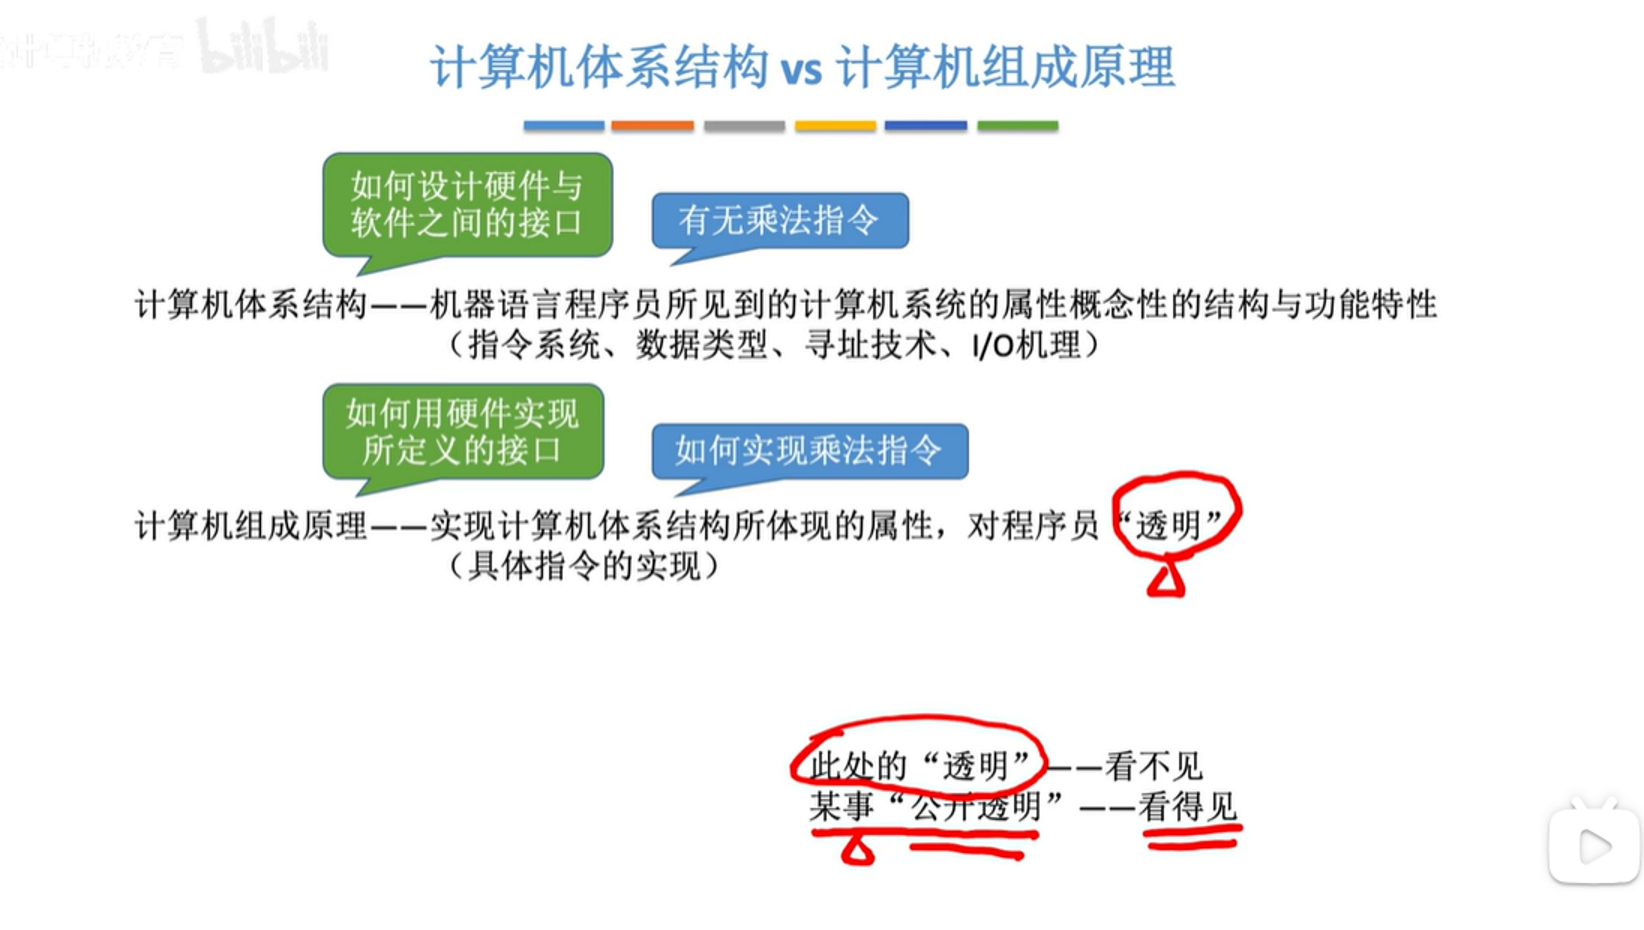 bilibili
计算机体系结构 vs 计算机组成原理
如何设计硬件与
软件之间的接口
有无乘法指令
计算机体系结构——机器语言程序员所见到的计算机系统的属性概念性的结构与功能特性
（指令系统、数据类型、寻址技术、I/O机理）
如何用硬件实现
所定义的接口
如何实现乘法指令
计算机组成原理——实现计算机体系结构所体现的属性，对程序员“透明”
（具体指令的实现）
此处的“透明”——看不见
某事“公开透明”——看得见